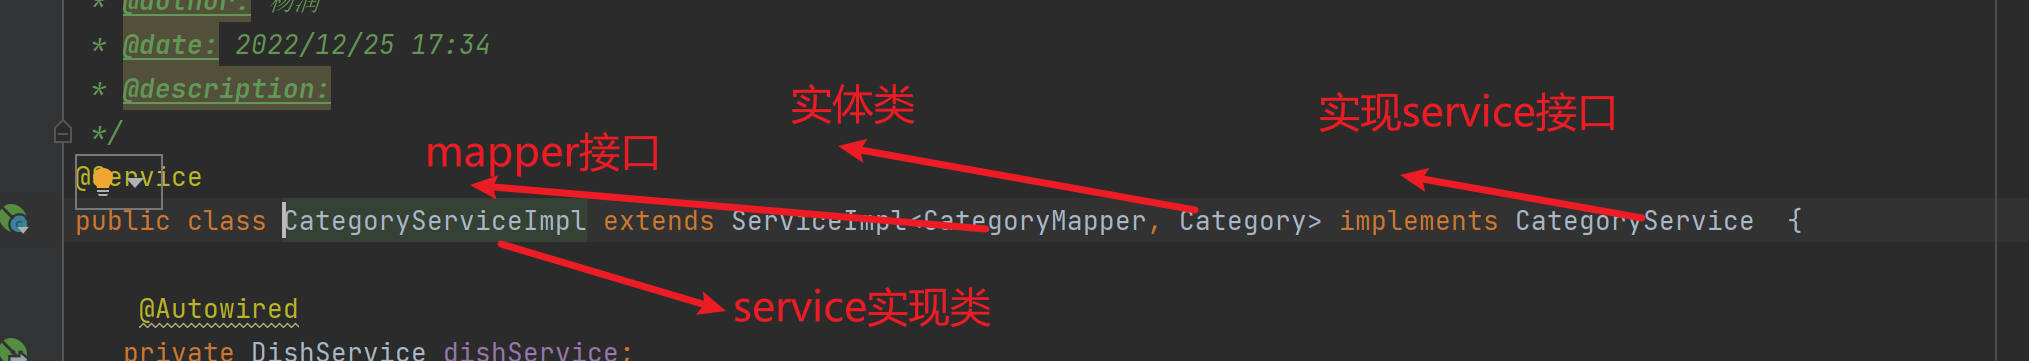 * @author: 杨润
* @date: 2022/12/25 17:34
* @description:
实体类
实现service接口
*/
mapper接口
@Service
public class CategoryServiceImpl extends ServiceImpl<CategoryMapper, Category> implements CategoryService {
service实现类
@Autowired
private DishService dishService;